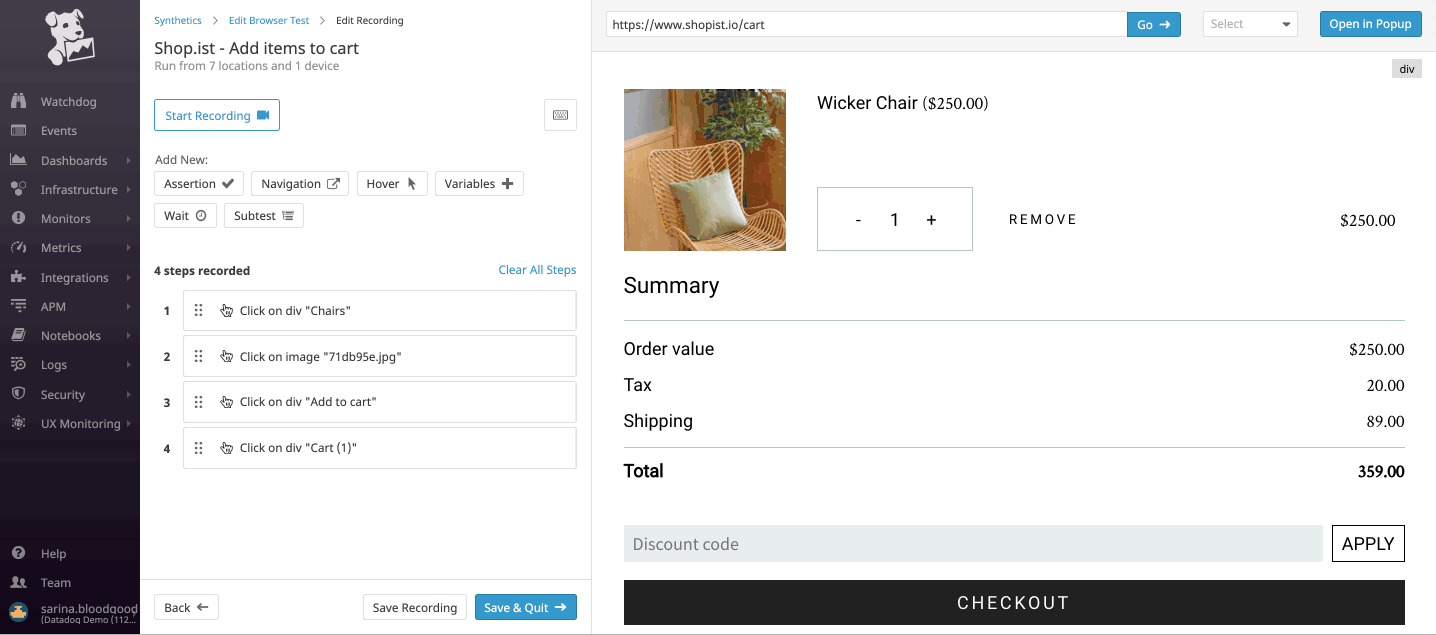 Watchdog
Events
Dashboards
Infrastructure
Monitors
Metrics
Integrations
APM
Notebooks
Logs
Security
UX Monitoring
Help
Team
sarina.bloodgood
(Datadog Demo (112...
Synthetics > Edit Browser Test > Edit Recording
Shop.ist - Add items to cart
Run from 7 locations and 1 device
Start Recording
Add New:
Assertion Navigation Hover Variables
Wait Subtest
4 steps recorded Clear All Steps
1 Click on div "Chairs"
2 Click on image "71db95e.jpg"
3 Click on div "Add to cart"
4 Click on div "Cart (1)"
Back Save Recording Save & Quit
https://www.shopist.io/cart Go Select Open in Popup
div
Wicker Chair ($250.00)
- 1 + REMOVE $250.00
Summary
Order value $250.00
Tax 20.00
Shipping 89.00
Total 359.00
Discount code APPLY
CHECKOUT